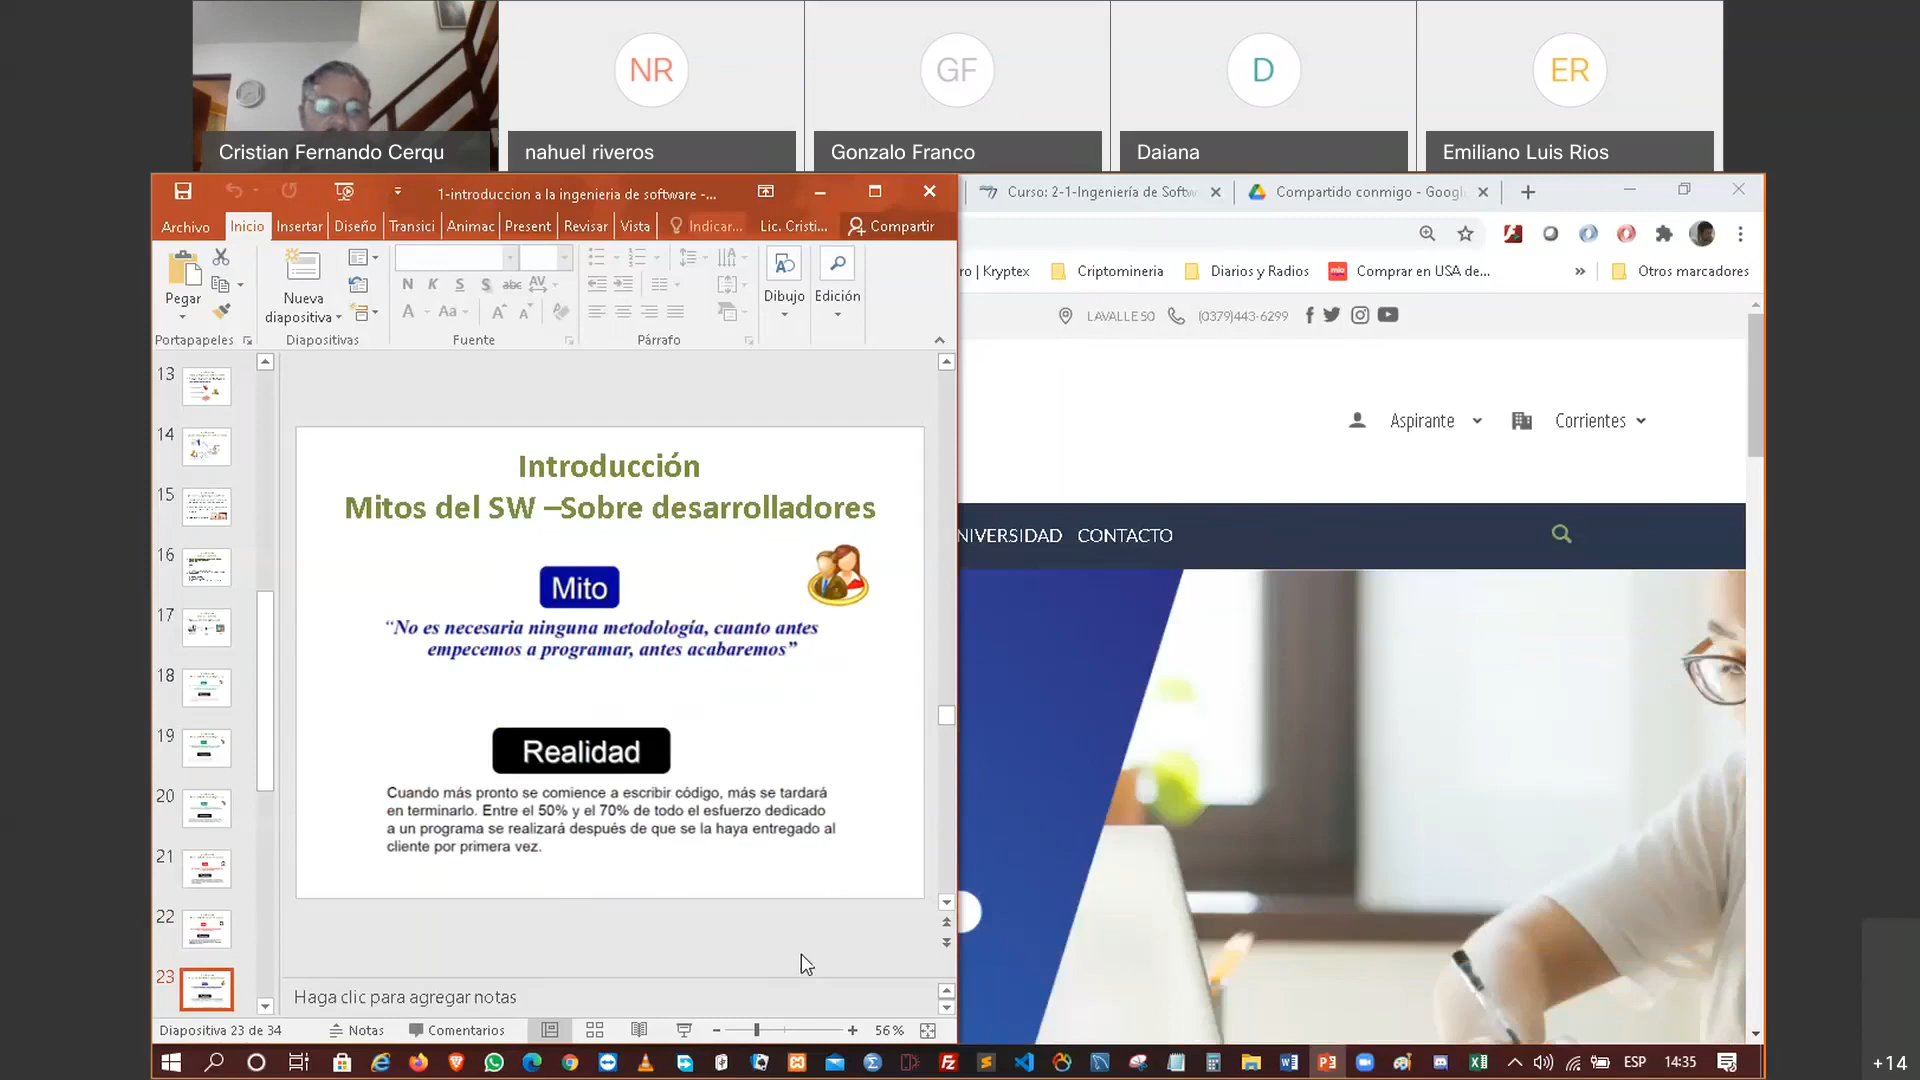 NR
GF
D
ER
Cristian Fernando Cerqu
nahuel riveros
Gonzalo Franco
Daiana
Emiliano Luis Rios
1-introduccion a la ingenieria de software -...
Archivo
Inicio
Insertar
Diseño
Transici
Animac
Present
Revisar
Vista
Indicar...
Lic. Cristi...
Compartir
Pegar
Nueva
diapositiva
Dibujo
Edición
N K S S abc AV
A Aa A A
Portapapeles
Diapositivas
Fuente
Párrafo
Curso: 2-1-Ingeniería de Softw
Compartido conmigo - Googl
ro | Kryptex
Criptomineria
Diarios y Radios
Comprar en USA de...
»
Otros marcadores
LAVALLE 50
(0379)443-6299
Aspirante
Corrientes
NIVERSIDAD
CONTACTO
13
14
15
16
17
18
19
20
21
22
23
Introducción
Mitos del SW –Sobre desarrolladores
Mito
“No es necesaria ninguna metodología, cuanto antes
empecemos a programar, antes acabaremos”
Realidad
Cuando más pronto se comience a escribir código, más se tardará
en terminarlo. Entre el 50% y el 70% de todo el esfuerzo dedicado
a un programa se realizará después de que se la haya entregado al
cliente por primera vez.
Haga clic para agregar notas
Diapositiva 23 de 34
Notas
Comentarios
56 %
ESP
14:35
+14